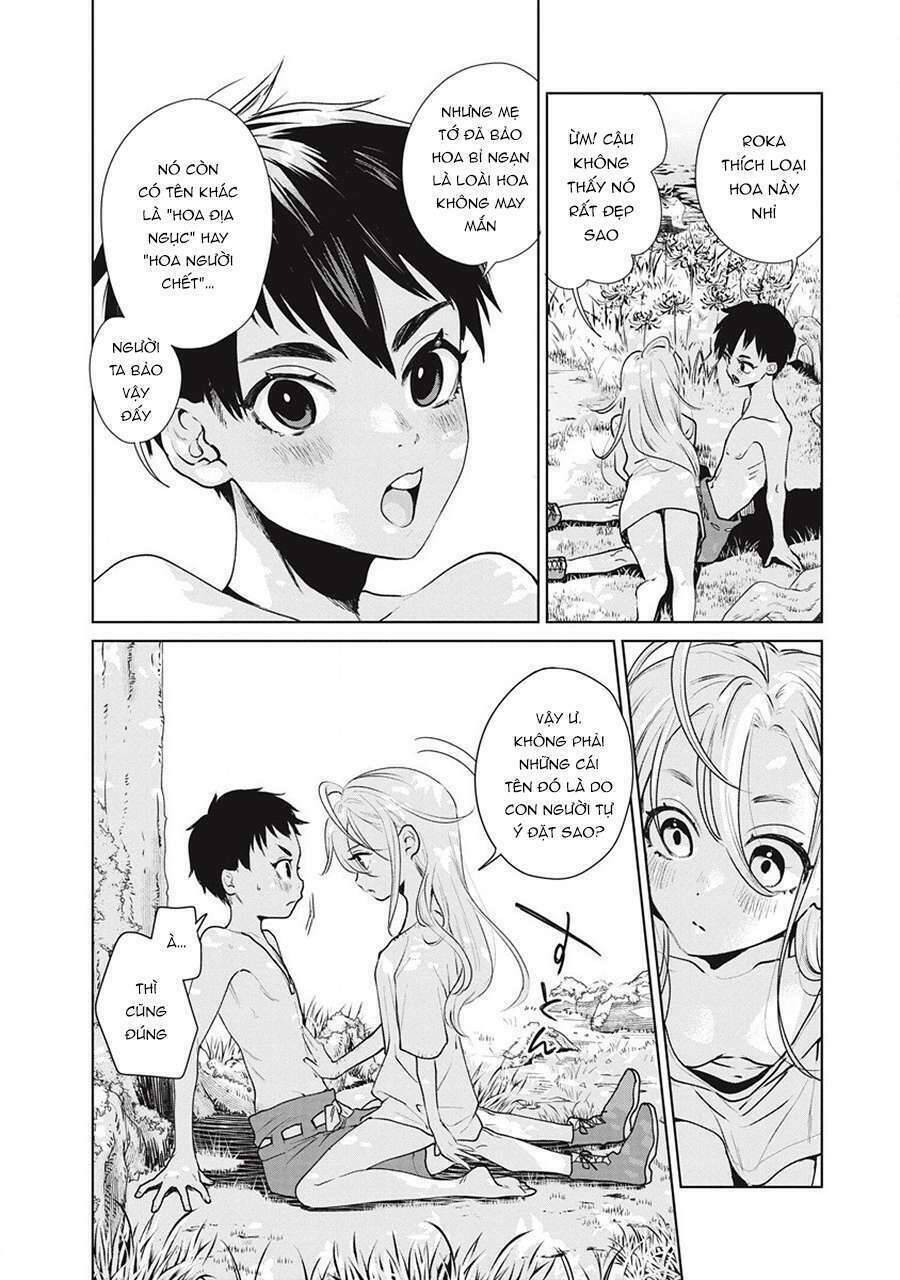 ROKA
THÍCH LOẠI
HOA NÀY
NHỈ
ỪM! CẬU
KHÔNG
THẤY NÓ
RẤT ĐẸP
SAO
NHƯNG MẸ
TỚ ĐÃ BẢO
HOA BỈ NGẠN
LÀ LOÀI HOA
KHÔNG MAY
MẮN
NÓ CÒN
CÓ TÊN KHÁC
LÀ "HOA ĐỊA
NGỤC" HAY
"HOA NGƯỜI
CHẾT"...
NGƯỜI
TA BẢO
VẬY
ĐẤY
VẬY Ư.
KHÔNG PHẢI
NHỮNG CÁI
TÊN ĐÓ LÀ DO
CON NGƯỜI TỰ
Ý ĐẶT SAO?
À...
THÌ
CŨNG
ĐÚNG